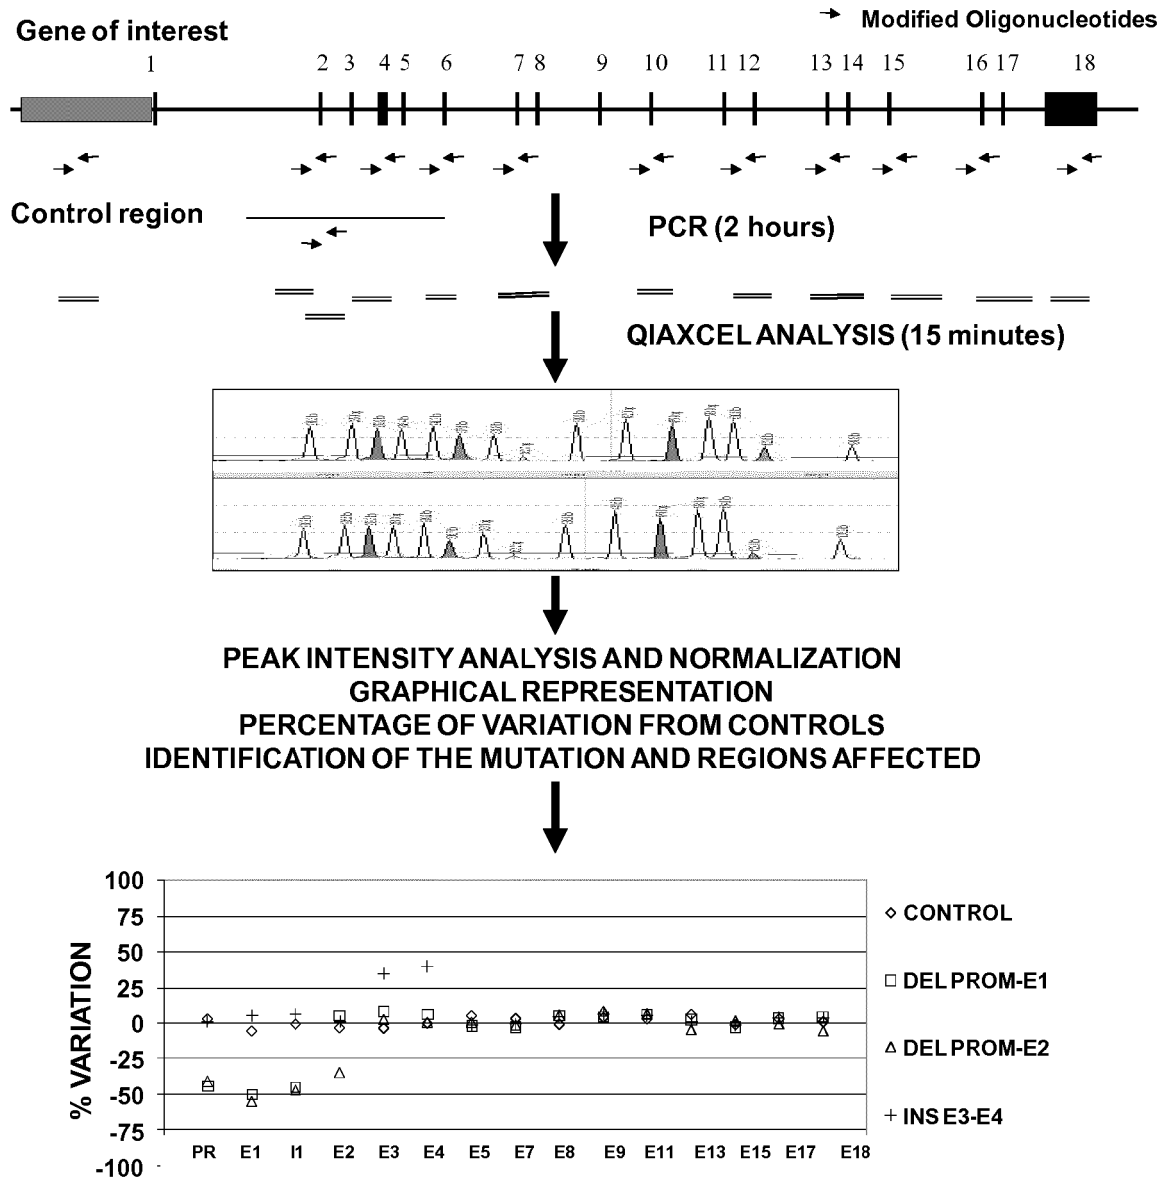 Modified Oligonucleotides
Gene of interest
1 2 3 4 5 6 7 8 9 10 11 12 13 14 15 16 17 18
Control region
PCR (2 hours)
QIAXCEL ANALYSIS (15 minutes)
PEAK INTENSITY ANALYSIS AND NORMALIZATION
GRAPHICAL REPRESENTATION
PERCENTAGE OF VARIATION FROM CONTROLS
IDENTIFICATION OF THE MUTATION AND REGIONS AFFECTED
% VARIATION
100
75
50
25
0
-25
-50
-75
-100
PR E1 I1 E2 E3 E4 E5 E7 E8 E9 E11 E13 E15 E17 E18
CONTROL
DEL PROM-E1
DEL PROM-E2
INS E3-E4